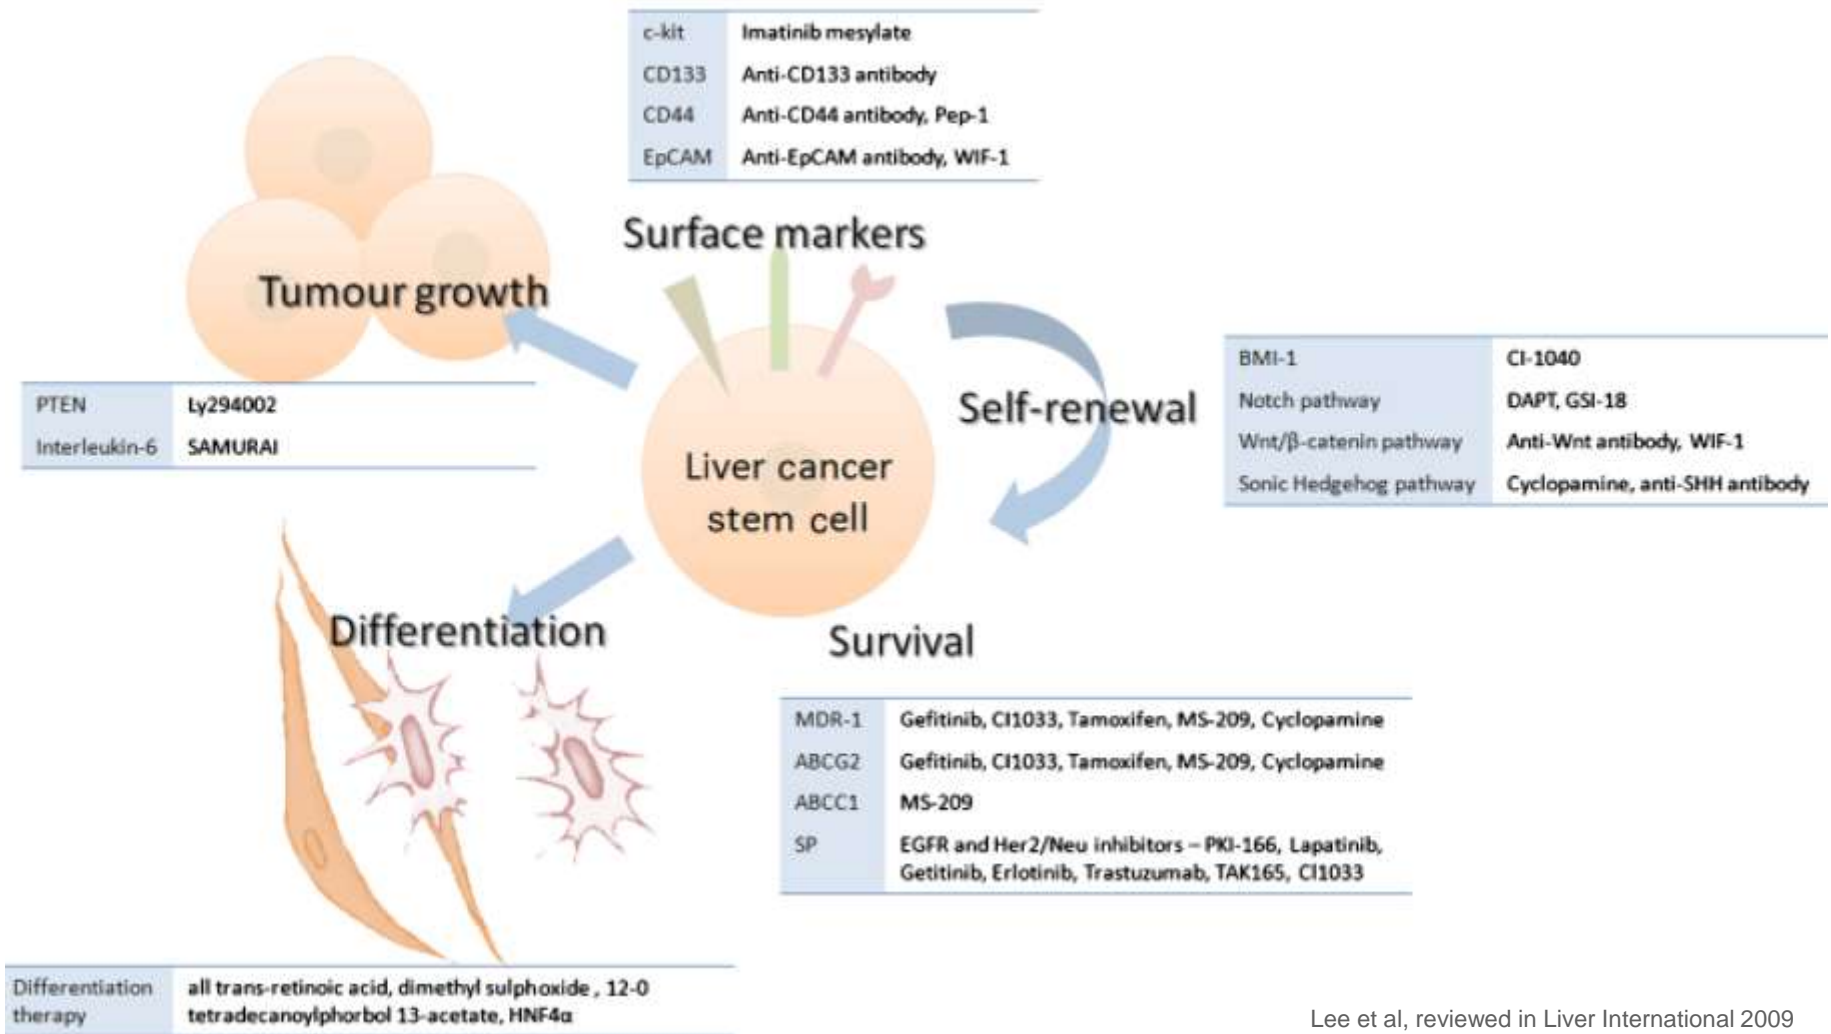 c-kit Imatinib mesylate
CD133 Anti-CD133 antibody
CD44 Anti-CD44 antibody, Pep-1
EpCAM Anti-EpCAM antibody, WIF-1
Surface markers
Tumour growth
PTEN Ly294002
Interleukin-6 SAMURAI
Self-renewal
BMI-1 CI-1040
Notch pathway DAPT, GSI-18
Wnt/β-catenin pathway Anti-Wnt antibody, WIF-1
Sonic Hedgehog pathway Cyclopamine, anti-SHH antibody
Liver cancer
stem cell
Differentiation
Survival
MDR-1 Gefitinib, CI1033, Tamoxifen, MS-209, Cyclopamine
ABCG2 Gefitinib, CI1033, Tamoxifen, MS-209, Cyclopamine
ABCC1 MS-209
SP EGFR and Her2/Neu inhibitors – PKI-166, Lapatinib,
Getitinib, Erlotinib, Trastuzumab, TAK165, CI1033
Differentiation all trans-retinoic acid, dimethyl sulphoxide , 12-0
therapy tetradecanoylphorbol 13-acetate, HNF4α
Lee et al, reviewed in Liver International 2009